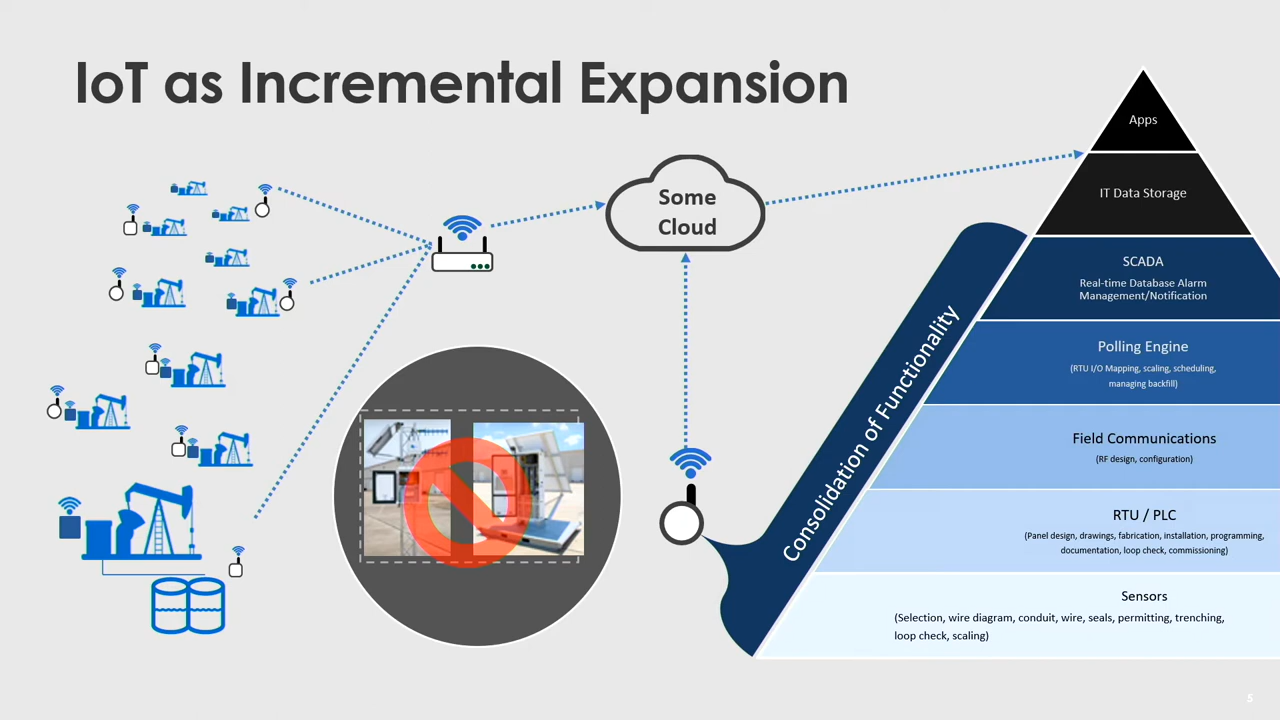 IoT as Incremental Expansion
Some
Cloud
Consolidation of Functionality
Apps
IT Data Storage
SCADA
Real-time Database Alarm
Management/Notification
Polling Engine
(RTU I/O Mapping, scaling, scheduling,
managing backfill)
Field Communications
(RF design, configuration)
RTU / PLC
(Panel design, drawings, fabrication, installation, programming,
documentation, loop check, commissioning)
Sensors
(Selection, wire diagram, conduit, wire, seals, permitting, trenching,
loop check, scaling)
5